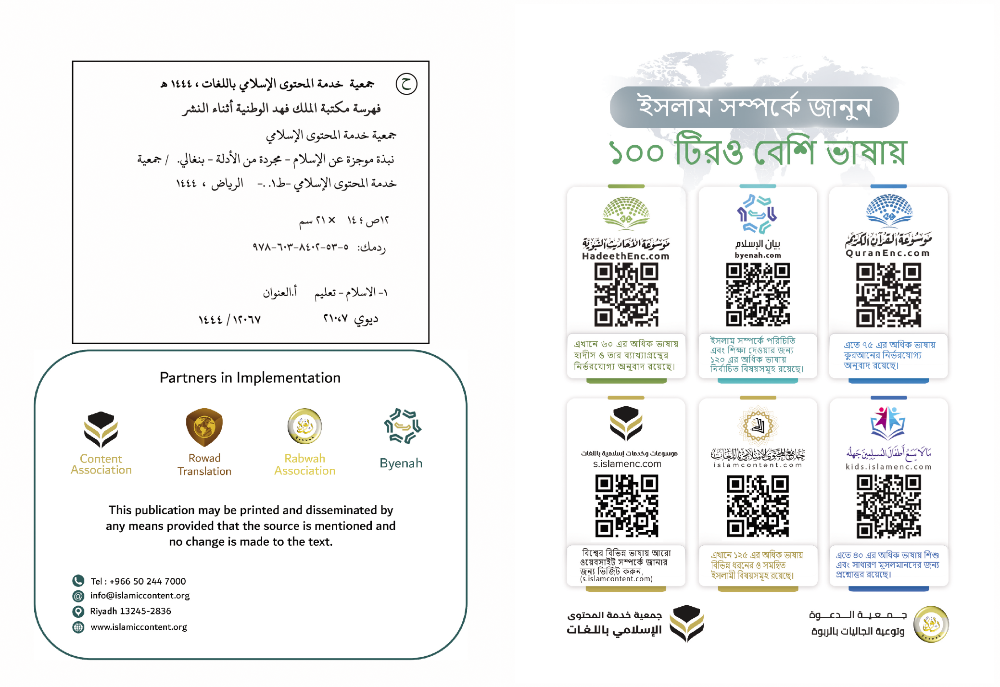 ح
جمعية خدمة المحتوى الإسلامي باللغات ، ١٤٤٤ هـ
فهرسة مكتبة الملك فهد الوطنية أثناء النشر
جمعية خدمة المحتوى الإسلامي
نبذة موجزة عن الإسلام – مجردة من الأدلة – بنغالي. / جمعية
خدمة المحتوى الإسلامي –ط١. .– الرياض ، ١٤٤٤
١٢ص ؛ ١٤ × ٢١ سم
ردمك: ٥–٥٣–٨٤٠٢–٦٠٣–٩٧٨
١– الاسلام – تعليم أ.العنوان
ديوي ٢١٠،٧ ١٢٠٦٧ / ١٤٤٤
Partners in Implementation
Content
Association
Rowad
Translation
Rabwah
Rabwah
Association
Byenah
This publication may be printed and disseminated by
any means provided that the source is mentioned and
no change is made to the text.
Tel : +966 50 244 7000
info@islamiccontent.org
Riyadh 13245-2836
www.islamiccontent.org
ইসলাম সম্পর্কে জানুন
১০০ টিরও বেশি ভাষায়
موسوعة الأحاديث النبوية
HadeethEnc.com
এখানে ৬০ এর অধিক ভাষায়
হাদীস ও তার ব্যাখ্যাগ্রন্থের
নির্ভরযোগ্য অনুবাদ রয়েছে।
بيان الإسلام
byenah.com
ইসলাম সম্পর্কে পরিচিতি
এবং শিক্ষা দেওয়ার জন্য
১২০ এর অধিক ভাষায়
নির্বাচিত বিষয়সমূহ রয়েছে।
موسوعة القرآن الكريم
QuranEnc.com
এতে ৭৫ এর অধিক ভাষায়
কুরআনের নির্ভরযোগ্য
অনুবাদ রয়েছে।
موسوعات وخدمات إسلامية باللغات
s.islamenc.com
বিশ্বের বিভিন্ন ভাষায় আরো
ওয়েবসাইট সম্পর্কে জানার
জন্য ভিজিট করুন,
(s.islamcontent.com)
جامع المحتوى الإسلامي باللغات
islamcontent.com
এখানে ১২৫ এর অধিক ভাষায়
বিভিন্ন ধরনের ও সমন্বিত
ইসলামী বিষয়সমূহ রয়েছে।
مَا لَا يَسَعُ أَطْفَالَ المُسلِمِينَ جَهلُه
kids.islamenc.com
এতে ৪০ এর অধিক ভাষায় শিশু
এবং সাধারণ মুসলমানদের জন্য
প্রশ্নোত্তর রয়েছে।
جمعية خدمة المحتوى
الإسلامي باللغات
جمعية الدعوة
وتوعية الجاليات بالربوة
Rabwah